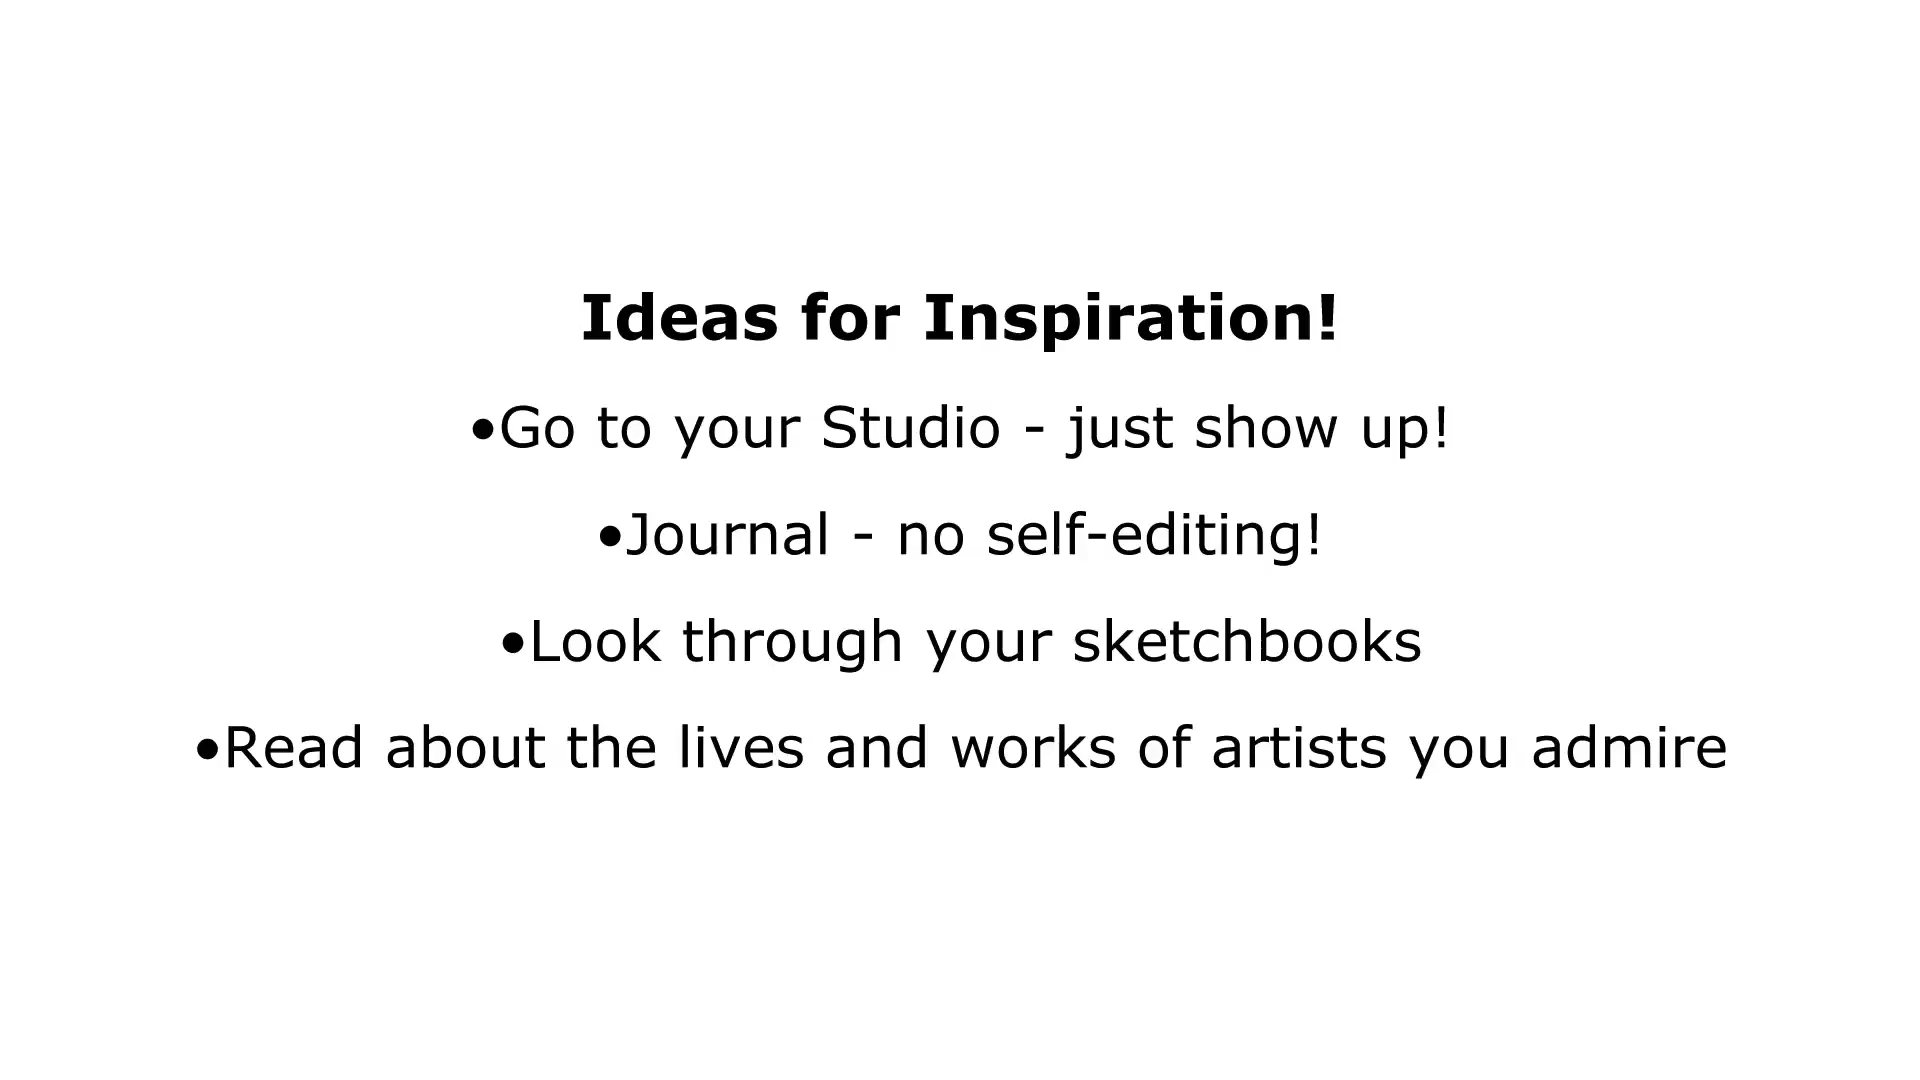 Ideas for Inspiration!
•Go to your Studio - just show up!
•Journal - no self-editing!
•Look through your sketchbooks
•Read about the lives and works of artists you admire